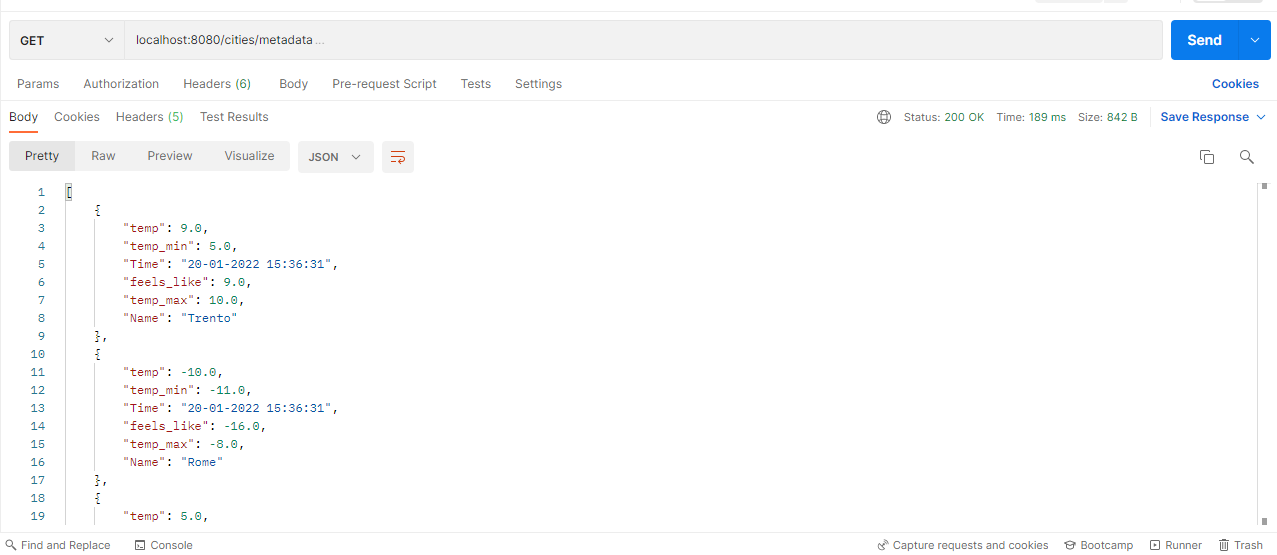 GET localhost:8080/cities/metadata ... Send
Params Authorization Headers (6) Body Pre-request Script Tests Settings Cookies
Body Cookies Headers (5) Test Results Status: 200 OK Time: 189 ms Size: 842 B Save Response
Pretty Raw Preview Visualize JSON
1 [
2 {
3 "temp": 9.0,
4 "temp_min": 5.0,
5 "Time": "20-01-2022 15:36:31",
6 "feels_like": 9.0,
7 "temp_max": 10.0,
8 "Name": "Trento"
9 },
10 {
11 "temp": -10.0,
12 "temp_min": -11.0,
13 "Time": "20-01-2022 15:36:31",
14 "feels_like": -16.0,
15 "temp_max": -8.0,
16 "Name": "Rome"
17 },
18 {
19 "temp": 5.0,
Find and Replace Console Capture requests and cookies Bootcamp Runner Trash